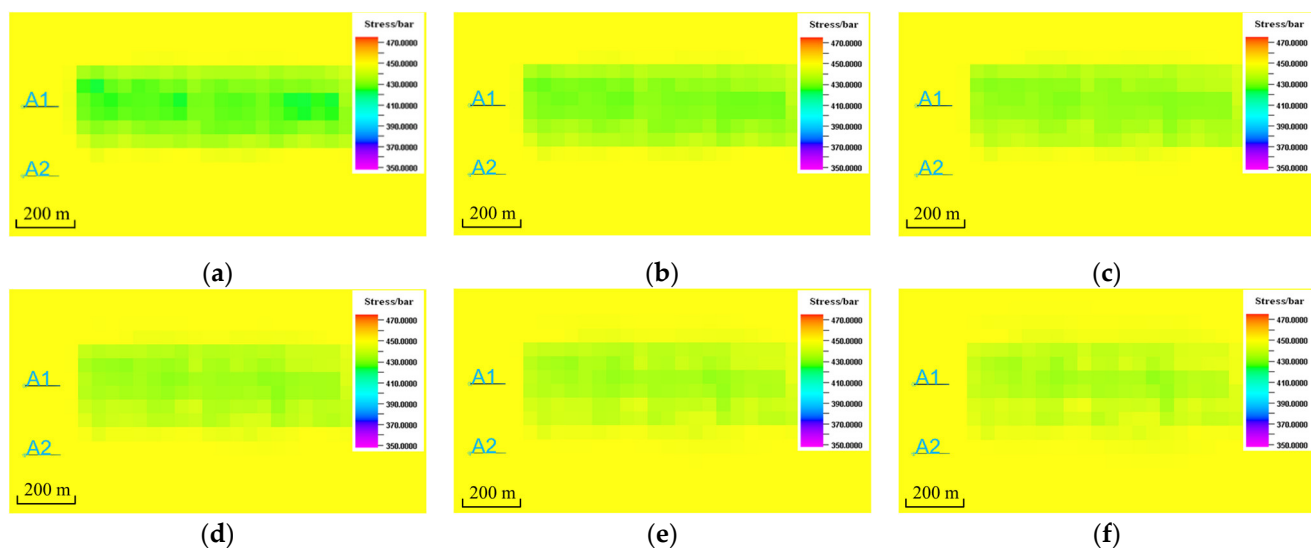 Stress/bar
470.0000
450.0000
430.0000
410.0000
390.0000
370.0000
350.0000
A1
A2
200 m
(a)
Stress/bar
470.0000
450.0000
430.0000
410.0000
390.0000
370.0000
350.0000
A1
A2
200 m
(b)
Stress/bar
470.0000
450.0000
430.0000
410.0000
390.0000
370.0000
350.0000
A1
A2
200 m
(c)
Stress/bar
470.0000
450.0000
430.0000
410.0000
390.0000
370.0000
350.0000
A1
A2
200 m
(d)
Stress/bar
470.0000
450.0000
430.0000
410.0000
390.0000
370.0000
350.0000
A1
A2
200 m
(e)
Stress/bar
470.0000
450.0000
430.0000
410.0000
390.0000
370.0000
350.0000
A1
A2
200 m
(f)